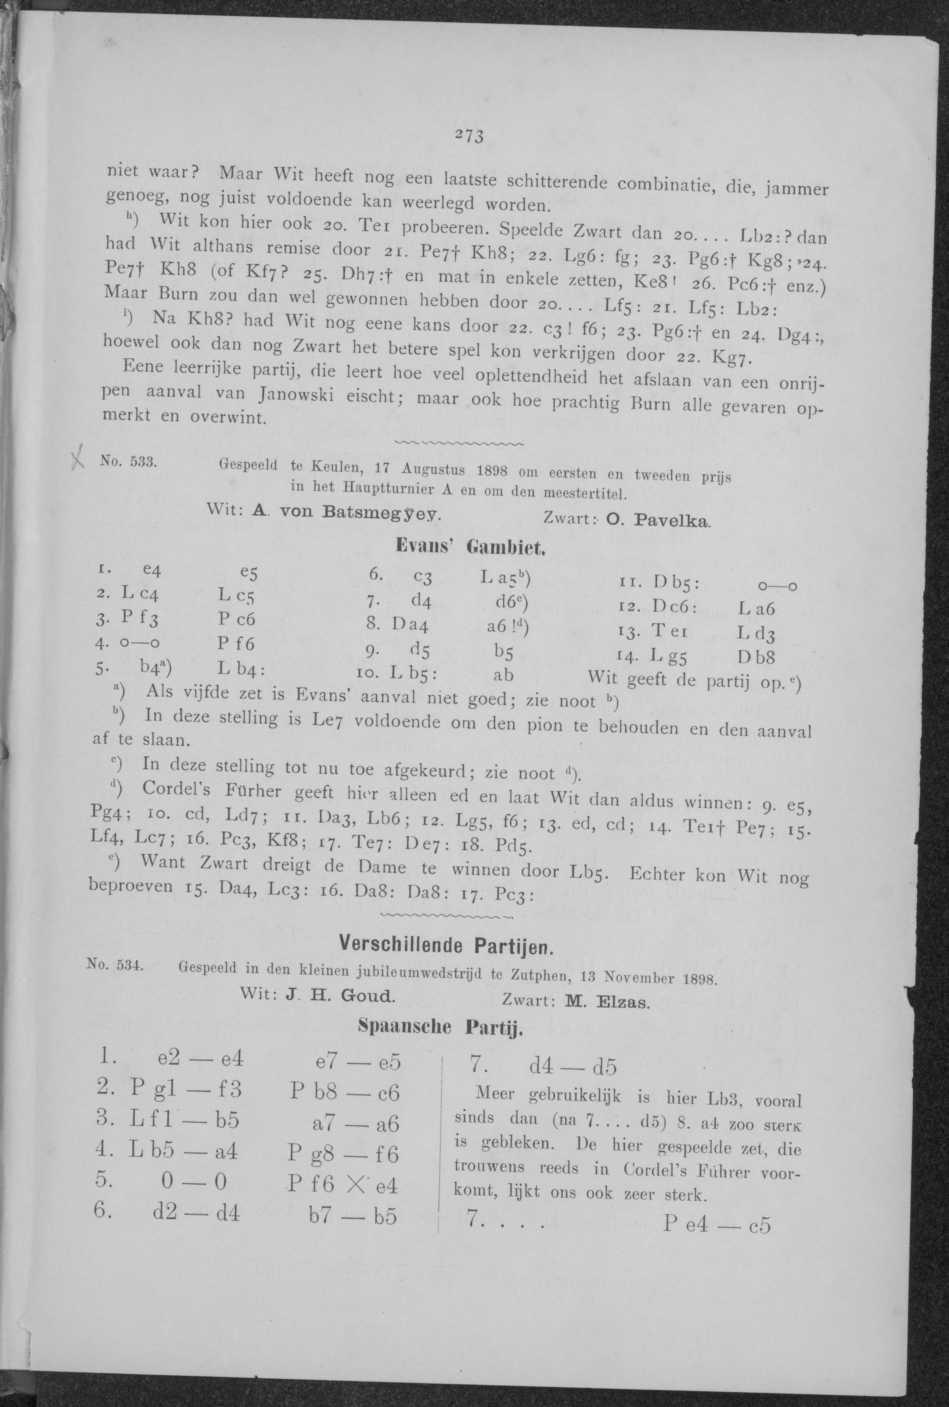 273
niet waar? Maar Wit heeft nog een laatste schitterende combinatie, die, jammer
genoeg, nog juist voldoende kan weerlegd worden.
h) Wit kon hier ook 20. Te1 probeeren. Speelde Zwart dan 20.... Lb2:? dan
had Wit althans remise door 21. Pe7† Kh8; 22. Lg6: fg; 23. Pg6:† Kg8; 24.
Pe7† Kh8 (of Kf7? 25. Dh7:† en mat in enkele zetten, Ke8! 26. Pc6:† enz.)
Maar Burn zou dan wel gewonnen hebben door 20.... Lf5: 21. Lf5: Lb2:
i) Na Kh8? had Wit nog eene kans door 22. c3! f6; 23. Pg6:† en 24. Dg4:,
hoewel ook dan nog Zwart het betere spel kon verkrijgen door 22. Kg7.
Eene leerrijke partij, die leert hoe veel oplettendheid het afslaan van een onrij-
pen aanval van Janowski eischt; maar ook hoe prachtig Burn alle gevaren op-
merkt en overwint.
No. 533. Gespeeld te Keulen, 17 Augustus 1898 om eersten en tweeden prijs
in het Hauptturnier A en om den meestertitel.
Wit: A. von Batsmegÿey. Zwart: O. Pavelka.
Evans' Gambiet.
1. e4 e5
2. L c4 L c5
3. P f3 P c6
4. o—o P f6
5. b4a) L b4:
6. c3 L a5b)
7. d4 d6c)
8. D a4 a6!d)
9. d5 b5
10. L b5: ab
11. D b5: o—o
12. D c6: L a6
13. T e1 L d3
14. L g5 D b8
Wit geeft de partij op. e)
a) Als vijfde zet is Evans' aanval niet goed; zie noot b)
b) In deze stelling is Le7 voldoende om den pion te behouden en den aanval
af te slaan.
c) In deze stelling tot nu toe afgekeurd; zie noot d).
d) Cordel's Fürher geeft hier alleen ed en laat Wit dan aldus winnen: 9. e5,
Pg4; 10. cd, Ld7; 11. Da3, Lb6; 12. Lg5, f6; 13. ed, cd; 14. Te1† Pe7; 15.
Lf4, Lc7; 16. Pc3, Kf8; 17. Te7: De7: 18. Pd5.
e) Want Zwart dreigt de Dame te winnen door Lb5. Echter kon Wit nog
beproeven 15. Da4, Lc3: 16. Da8: Da8: 17. Pc3:
Verschillende Partijen.
No. 534. Gespeeld in den kleinen jubileumwedstrijd te Zutphen, 13 November 1898.
Wit: J. H. Goud. Zwart: M. Elzas.
Spaansche Partij.
1. e2 — e4 e7 — e5
2. P g1 — f3 P b8 — c6
3. L f1 — b5 a7 — a6
4. L b5 — a4 P g8 — f6
5. 0 — 0 P f6 × e4
6. d2 — d4 b7 — b5
7. d4 — d5
Meer gebruikelijk is hier Lb3, vooral
sinds dan (na 7.... d5) 8. a4 zoo sterk
is gebleken. De hier gespeelde zet, die
trouwens reeds in Cordel's Führer voor-
komt, lijkt ons ook zeer sterk.
7. . . . P e4 — c5